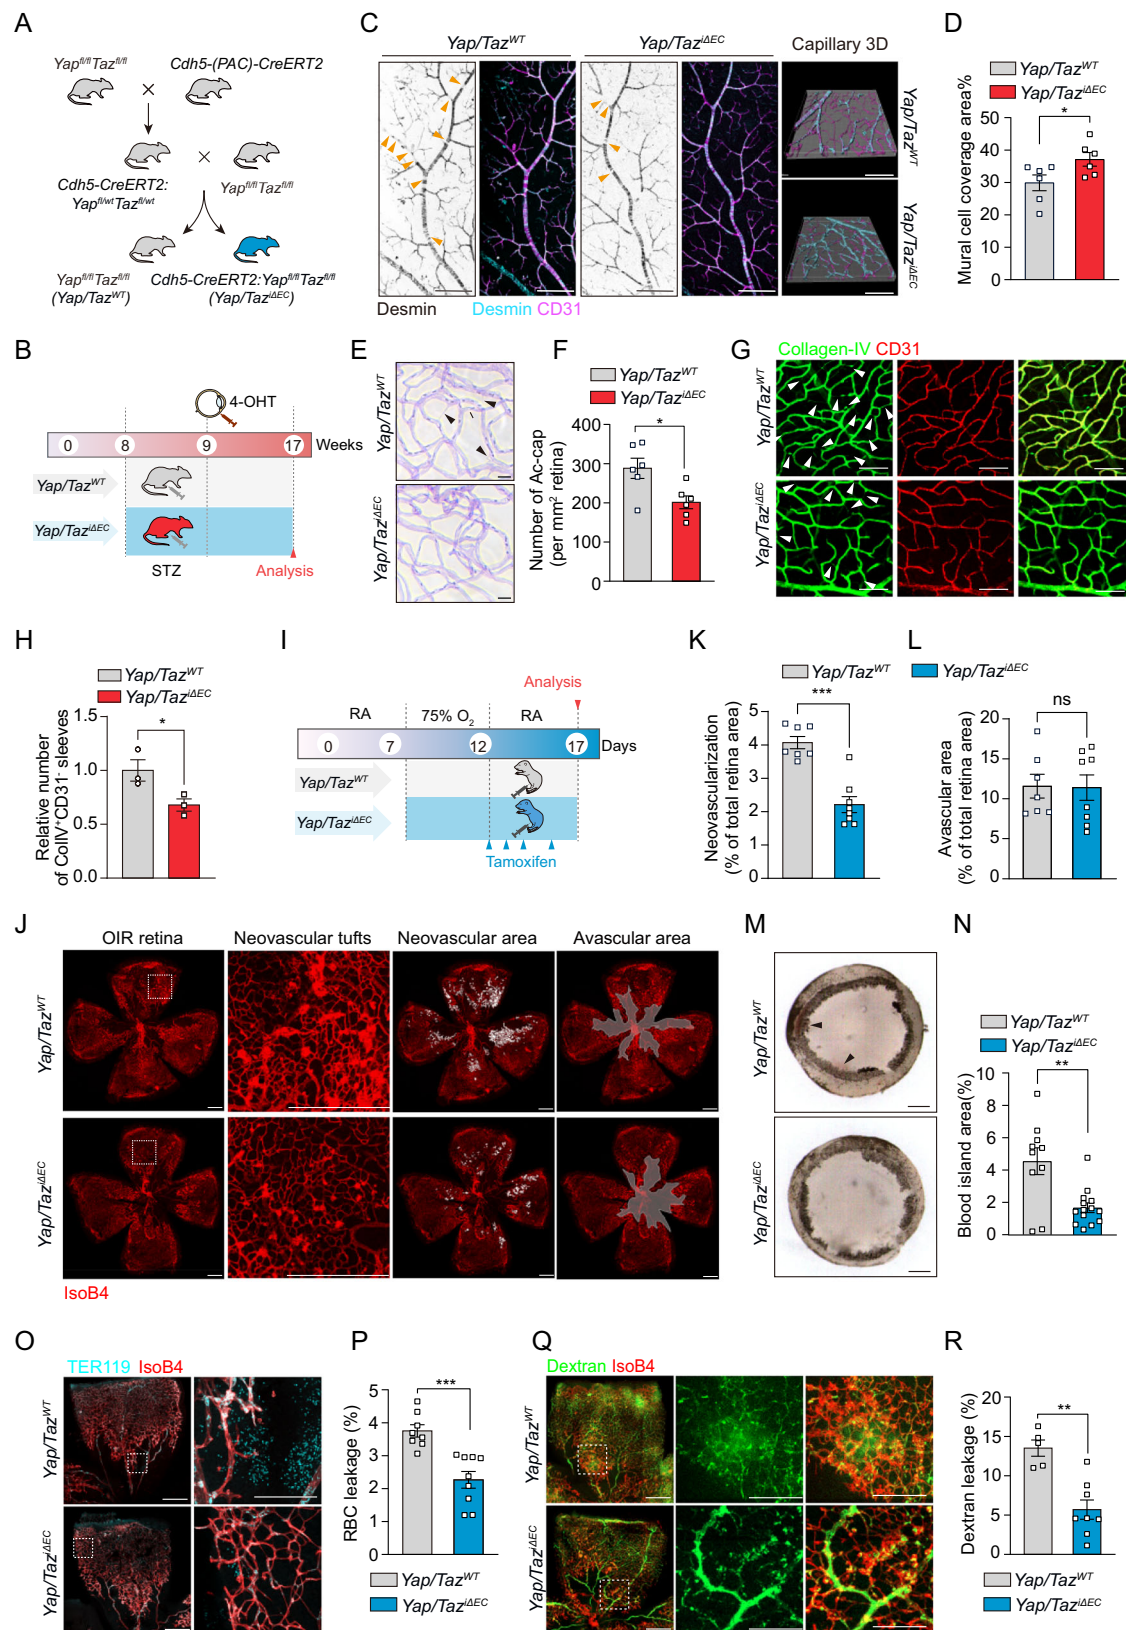 A
Yap^fl/fl Taz^fl/fl
Cdh5-(PAC)-CreERT2
×
×
Cdh5-CreERT2:
Yap^fl/wt Taz^fl/wt
Yap^fl/fl Taz^fl/fl
Yap^fl/fl Taz^fl/fl
(Yap/Taz^WT)
Cdh5-CreERT2:Yap^fl/fl Taz^fl/fl
(Yap/Taz^iΔEC)
B
4-OHT
0 8 9 17 Weeks
Yap/Taz^WT
Yap/Taz^iΔEC
STZ
Analysis
C
Yap/Taz^WT
Yap/Taz^iΔEC
Capillary 3D
Yap/Taz^WT
Yap/Taz^iΔEC
Desmin
Desmin CD31
D
Yap/Taz^WT
Yap/Taz^iΔEC
Mural cell coverage area%
50
40
30
20
10
0
*
E
Yap/Taz^WT
Yap/Taz^iΔEC
F
Yap/Taz^WT
Yap/Taz^iΔEC
Number of Ac-cap
(per mm² retina)
400
300
200
100
0
*
G
Collagen-IV CD31
Yap/Taz^WT
Yap/Taz^iΔEC
H
Yap/Taz^WT
Yap/Taz^iΔEC
Relative number
of ColIV⁺CD31⁻ sleeves
1.5
1.0
0.5
0.0
*
I
Analysis
RA 75% O₂ RA
0 7 12 17 Days
Yap/Taz^WT
Yap/Taz^iΔEC
Tamoxifen
K
Yap/Taz^WT
Neovascularization
(% of total retina area)
5
4
3
2
1
0
***
L
Yap/Taz^iΔEC
Avascular area
(% of total retina area)
20
15
10
5
0
ns
J
OIR retina
Neovascular tufts
Neovascular area
Avascular area
Yap/Taz^WT
Yap/Taz^iΔEC
IsoB4
M
Yap/Taz^WT
Yap/Taz^iΔEC
N
Yap/Taz^WT
Yap/Taz^iΔEC
Blood island area(%)
10
8
6
4
2
0
**
O
TER119 IsoB4
Yap/Taz^WT
Yap/Taz^iΔEC
P
RBC leakage (%)
5
4
3
2
1
0
***
Yap/Taz^WT
Yap/Taz^iΔEC
Q
Dextran IsoB4
Yap/Taz^WT
Yap/Taz^iΔEC
R
Dextran leakage (%)
20
15
10
5
0
**
Yap/Taz^WT
Yap/Taz^iΔEC